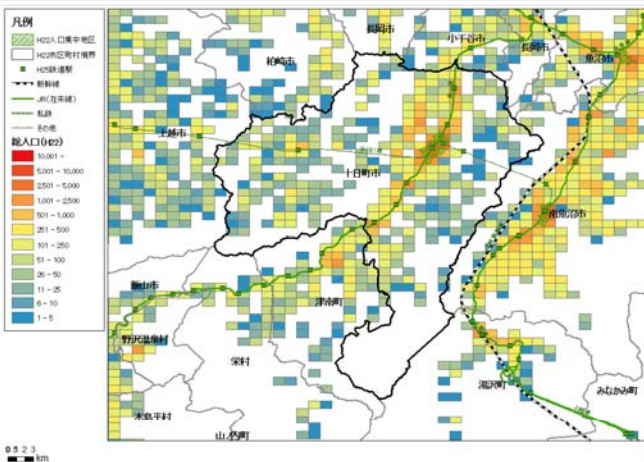 凡例
H22人口集中地区
H22市区町村境界
H25鉄道駅
新幹線
JR(在来線)
私鉄
その他
総人口(H22)
10,001 -
5,001 - 10,000
2,501 - 5,000
1,001 - 2,500
501 - 1,000
251 - 500
101 - 250
51 - 100
26 - 50
11 - 25
6 - 10
1 - 5
長岡市
小千谷市
長岡市
魚沼市
柏崎市
上越市
十日町市
南魚沼市
飯山市
津南町
野沢温泉村
栄村
湯沢町
みなかみ町
木島平村
山ノ内町
0 5 2 3
km